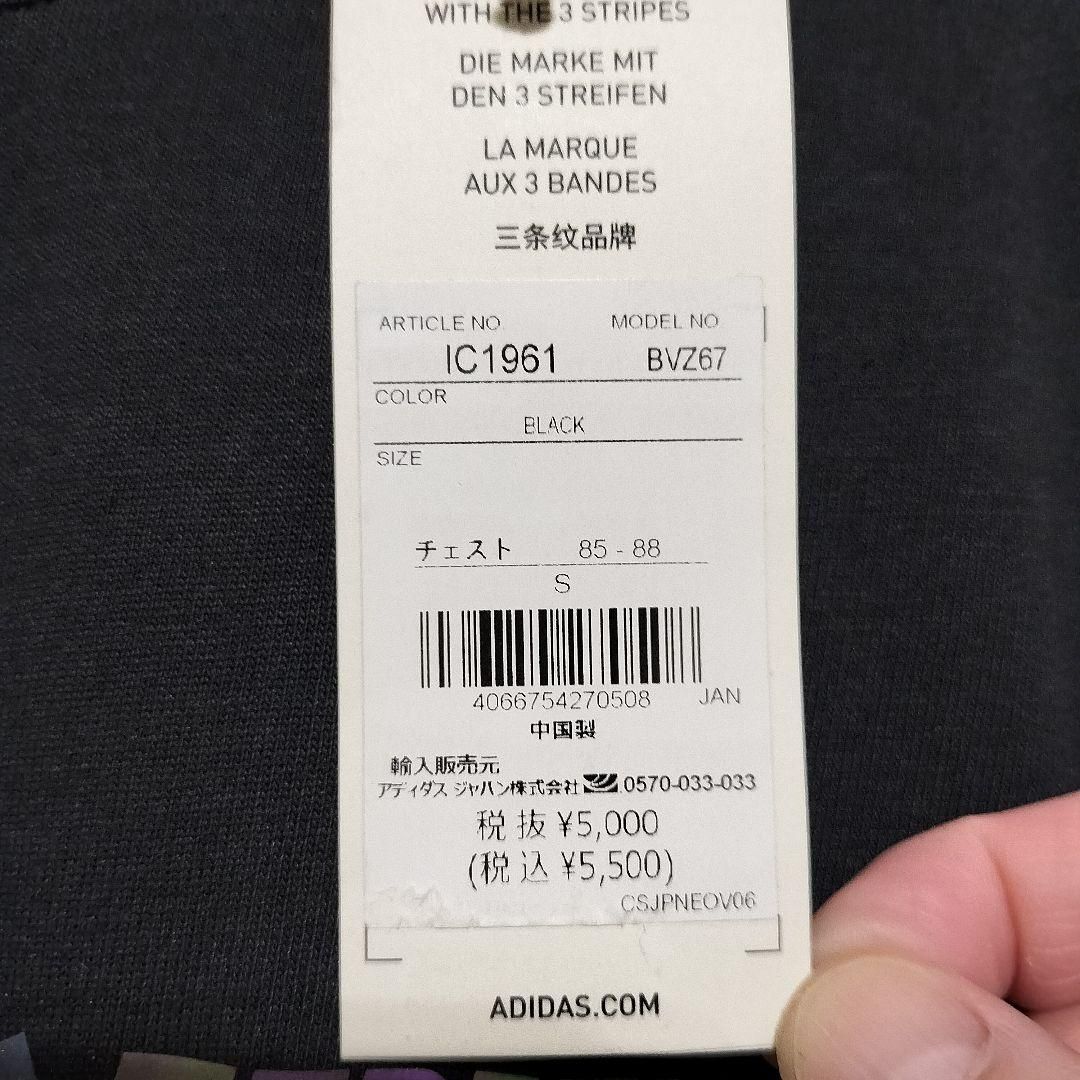 WITH THE 3 STRIPES
DIE MARKE MIT
DEN 3 STREIFEN
LA MARQUE
AUX 3 BANDES
三条纹品牌
ARTICLE NO MODEL NO
IC1961 BVZ67
COLOR
BLACK
SIZE
チェスト 85 - 88
S
4066754270508 JAN
中国製
輸入販売元
アディダス ジャパン株式会社 0570-033-033
税抜 ¥5,000
(税込 ¥5,500)
CSJPNEOV06
ADIDAS.COM